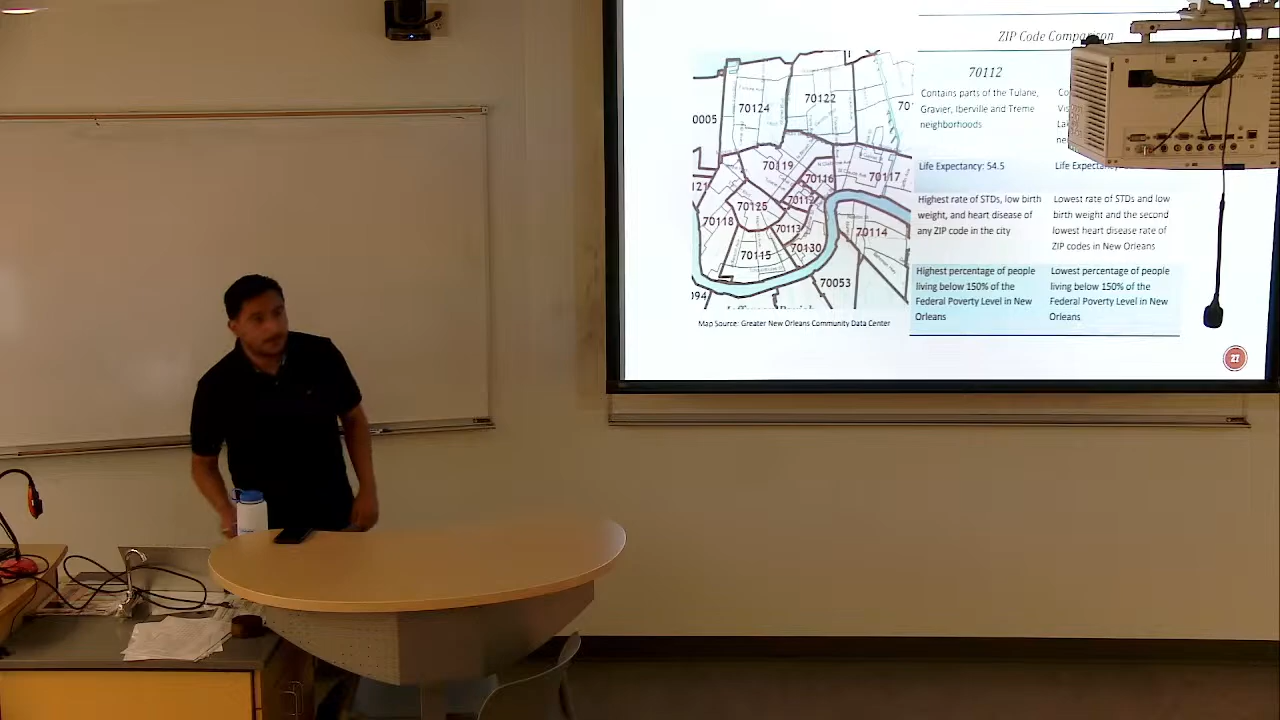 ZIP Code Comparison
70112
Contains parts of the Tulane,
Gravier, Iberville and Treme
neighborhoods
Life Expectancy: 54.5
Life Expectancy
Highest rate of STDs, low birth
weight, and heart disease of
any ZIP code in the city
Lowest rate of STDs and low
birth weight and the second
lowest heart disease rate of
ZIP codes in New Orleans
Highest percentage of people
living below 150% of the
Federal Poverty Level in New
Orleans
Lowest percentage of people
living below 150% of the
Federal Poverty Level in New
Orleans
70124
70122
0005
70119
70116
70117
70125
70112
70118
70113
70114
70115
70130
70053
Map Source: Greater New Orleans Community Data Center
27